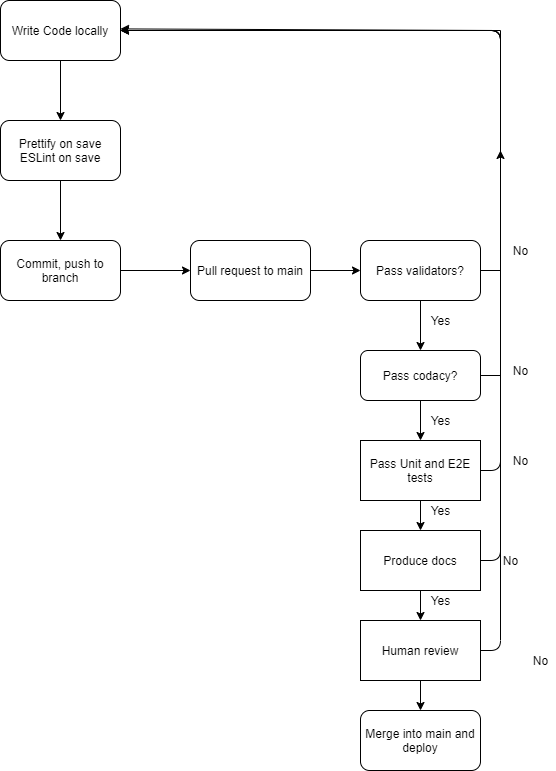 Write Code locally
Prettify on save
ESLint on save
Commit, push to
branch
Pull request to main
Pass validators?
No
Yes
Pass codacy?
No
Yes
Pass Unit and E2E
tests
No
Yes
Produce docs
No
Yes
Human review
No
Merge into main and
deploy